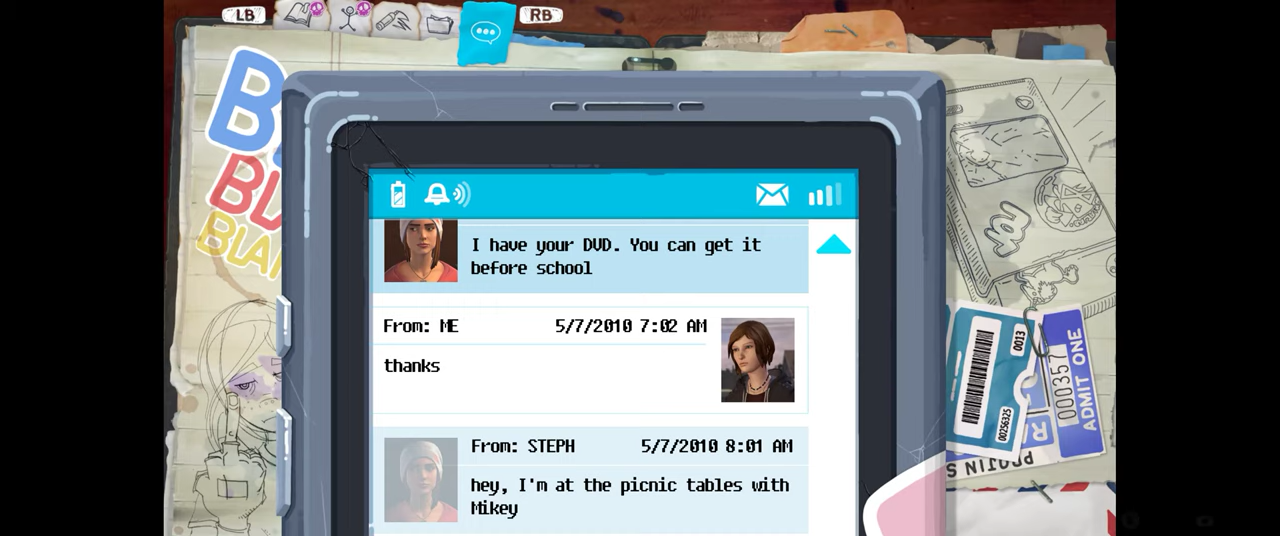 LB
RB
I have your DVD. You can get it
before school
From: ME 5/7/2010 7:02 AM
thanks
From: STEPH 5/7/2010 8:01 AM
hey, I'm at the picnic tables with
Mikey
0013
00256325
000357
ADMIT ONE